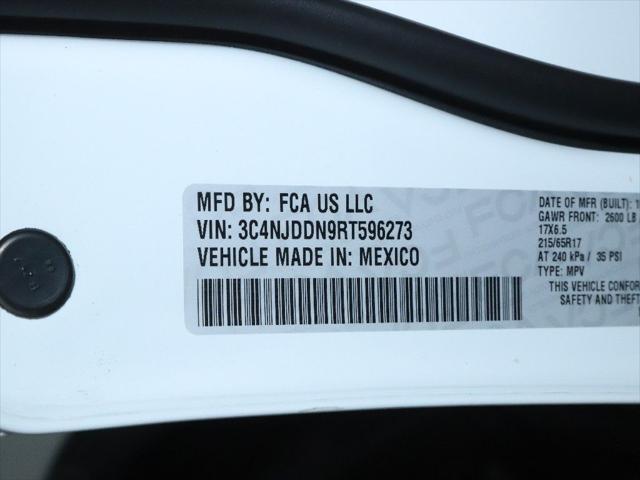 MFD BY: FCA US LLC
VIN: 3C4NJDDN9RT596273
VEHICLE MADE IN: MEXICO
DATE OF MFR (BUILT): 1
GAWR FRONT: 2600 LB
17X6.5
215/65R17
AT 240 kPa / 35 PSI
TYPE: MPV
THIS VEHICLE CONFOR
SAFETY AND THEFT